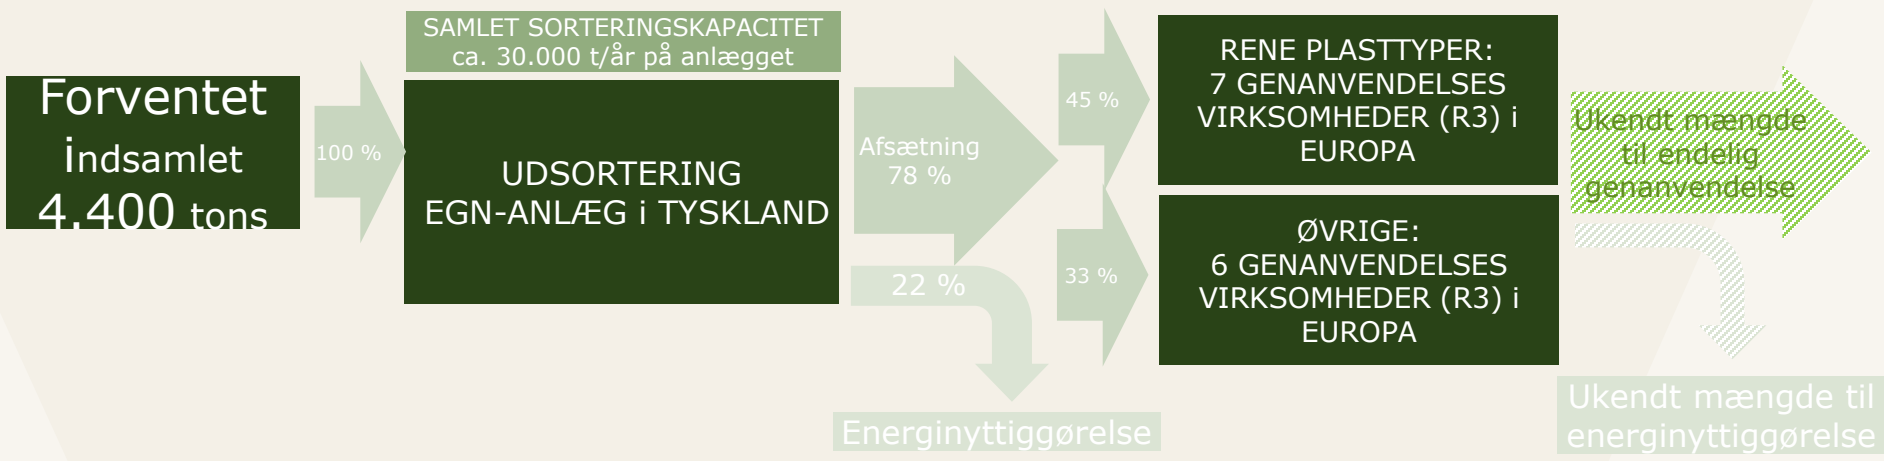 Forventet
indsamlet
4.400 tons
100 %
SAMLET SORTERINGSKAPACITET
ca. 30.000 t/år på anlægget
UDSORTERING
EGN-ANLÆG i TYSKLAND
Afsætning
78 %
22 %
Energinyttiggørelse
45 %
33 %
RENE PLASTTYPER:
7 GENANVENDELSES
VIRKSOMHEDER (R3) i
EUROPA
ØVRIGE:
6 GENANVENDELSES
VIRKSOMHEDER (R3) i
EUROPA
Ukendt mængde
til endelig
genanvendelse
Ukendt mængde til
energinyttiggørelse